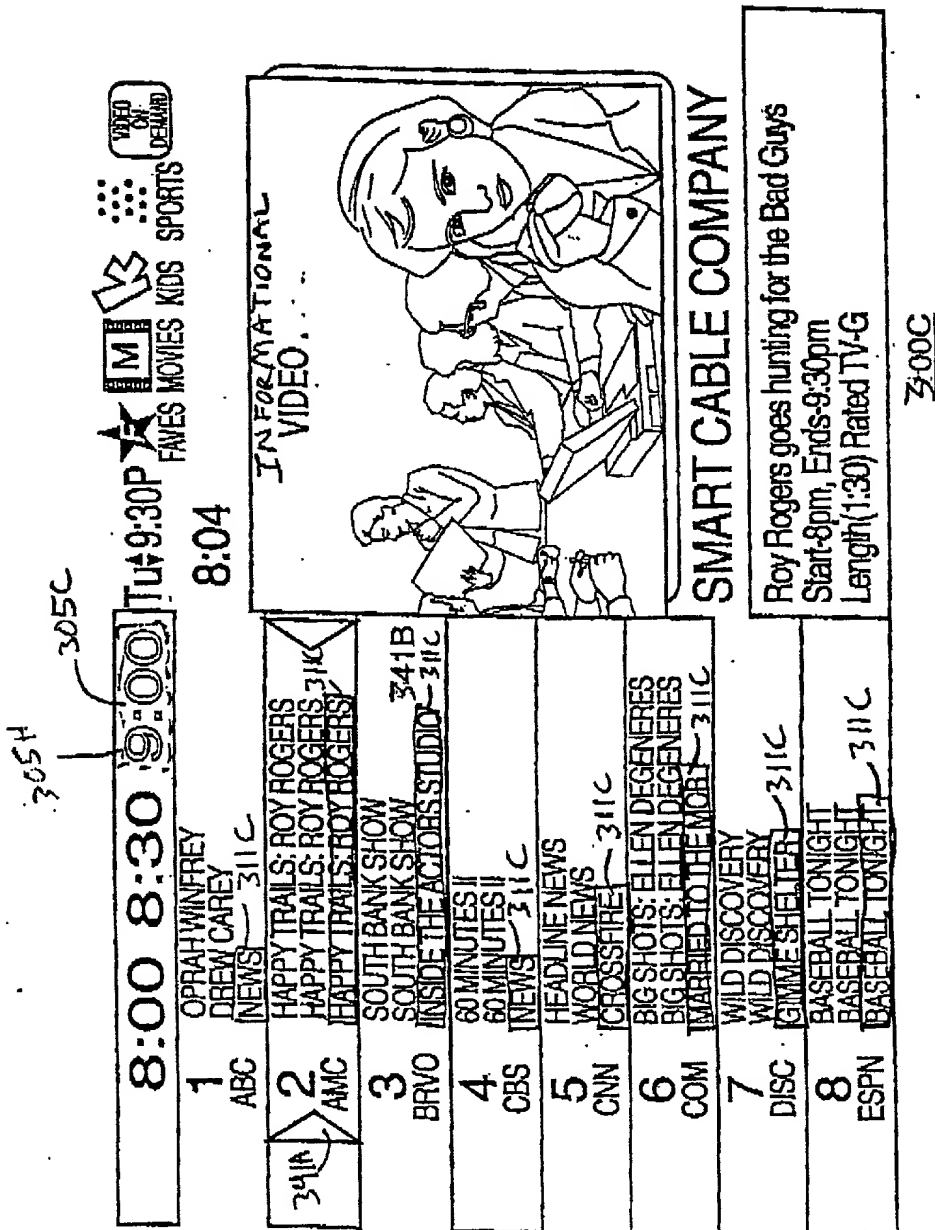 305H
305C
8:00 8:30 9:00 Tu 9:30P
FAVES MOVIES KIDS SPORTS
M
VIDEO
ON
DEMAND
8:04
1
ABC
OPRAH WINFREY
DREW CAREY
NEWS 311C
341A
2
AMC
HAPPY TRAILS: ROY ROGERS
HAPPY TRAILS: ROY ROGERS 311C
HAPPY TRAILS: ROY ROGERS
3
BRVO
SOUTH BANK SHOW
SOUTH BANK SHOW 341B
INSIDE THE ACTORS STUDIO 311C
4
CBS
60 MINUTES II
60 MINUTES II
NEWS 311C
5
CNN
HEADLINE NEWS
WORLD NEWS
CROSSFIRE 311C
6
COM
BIG SHOTS: ELLEN DEGENERES
BIG SHOTS: ELLEN DEGENERES
MARRIED TO THE MOB 311C
7
DISC
WILD DISCOVERY
WILD DISCOVERY
GIMME SHELTER 311C
8
ESPN
BASEBALL TONIGHT
BASEBALL TONIGHT
BASEBALL TONIGHT 311C
INFORMATIONAL
VIDEO....
SMART CABLE COMPANY
Roy Rogers goes hunting for the Bad Guys
Start-8pm, Ends-9:30pm
Length(1:30) Rated TV-G
300C